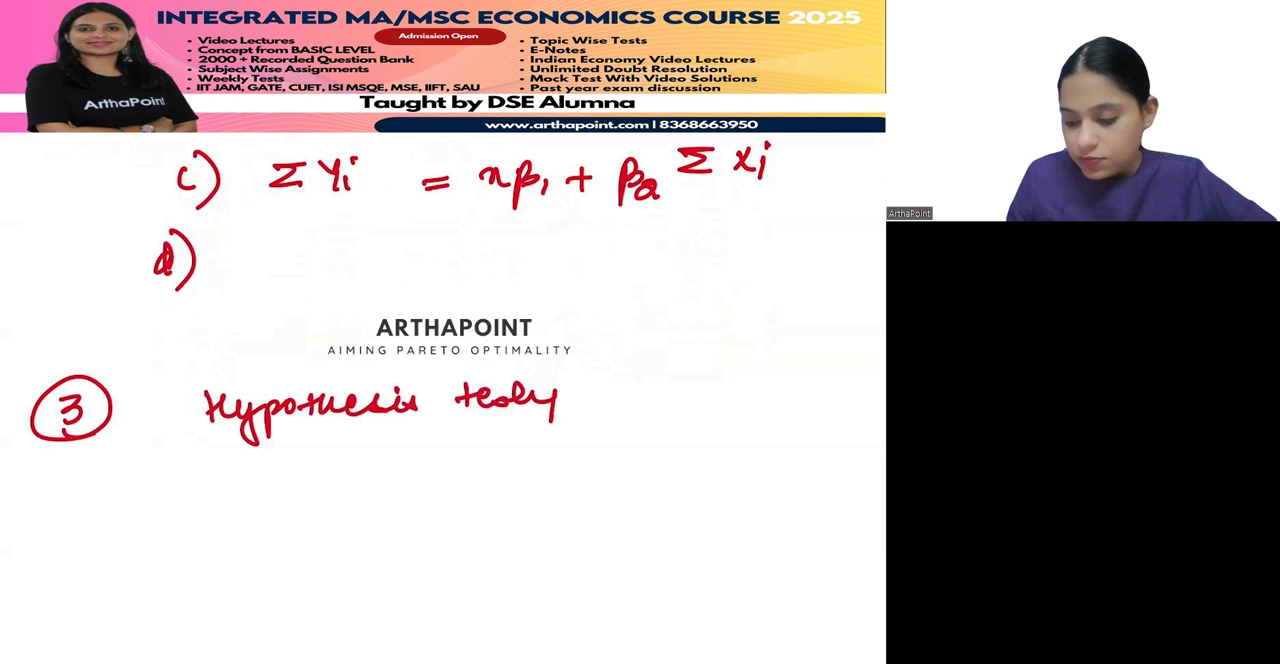 INTEGRATED MA/MSC ECONOMICS COURSE 2025
Admission Open
• Video Lectures
• Concept from BASIC LEVEL
• 2000 + Recorded Question Bank
• Subject Wise Assignments
• Weekly Tests
• IIT JAM, GATE, CUET, ISI MSQE, MSE, IIFT, SAU
• Topic Wise Tests
• E-Notes
• Indian Economy Video Lectures
• Unlimited Doubt Resolution
• Mock Test With Video Solutions
• Past year exam discussion
ArthaPoint
Taught by DSE Alumna
www.arthapoint.com | 8368663950
c) Σ Yi = nβ1 + β2 Σ Xi
d)
ARTHAPOINT
AIMING PARETO OPTIMALITY
3 Hypothesis
ArthaPoint